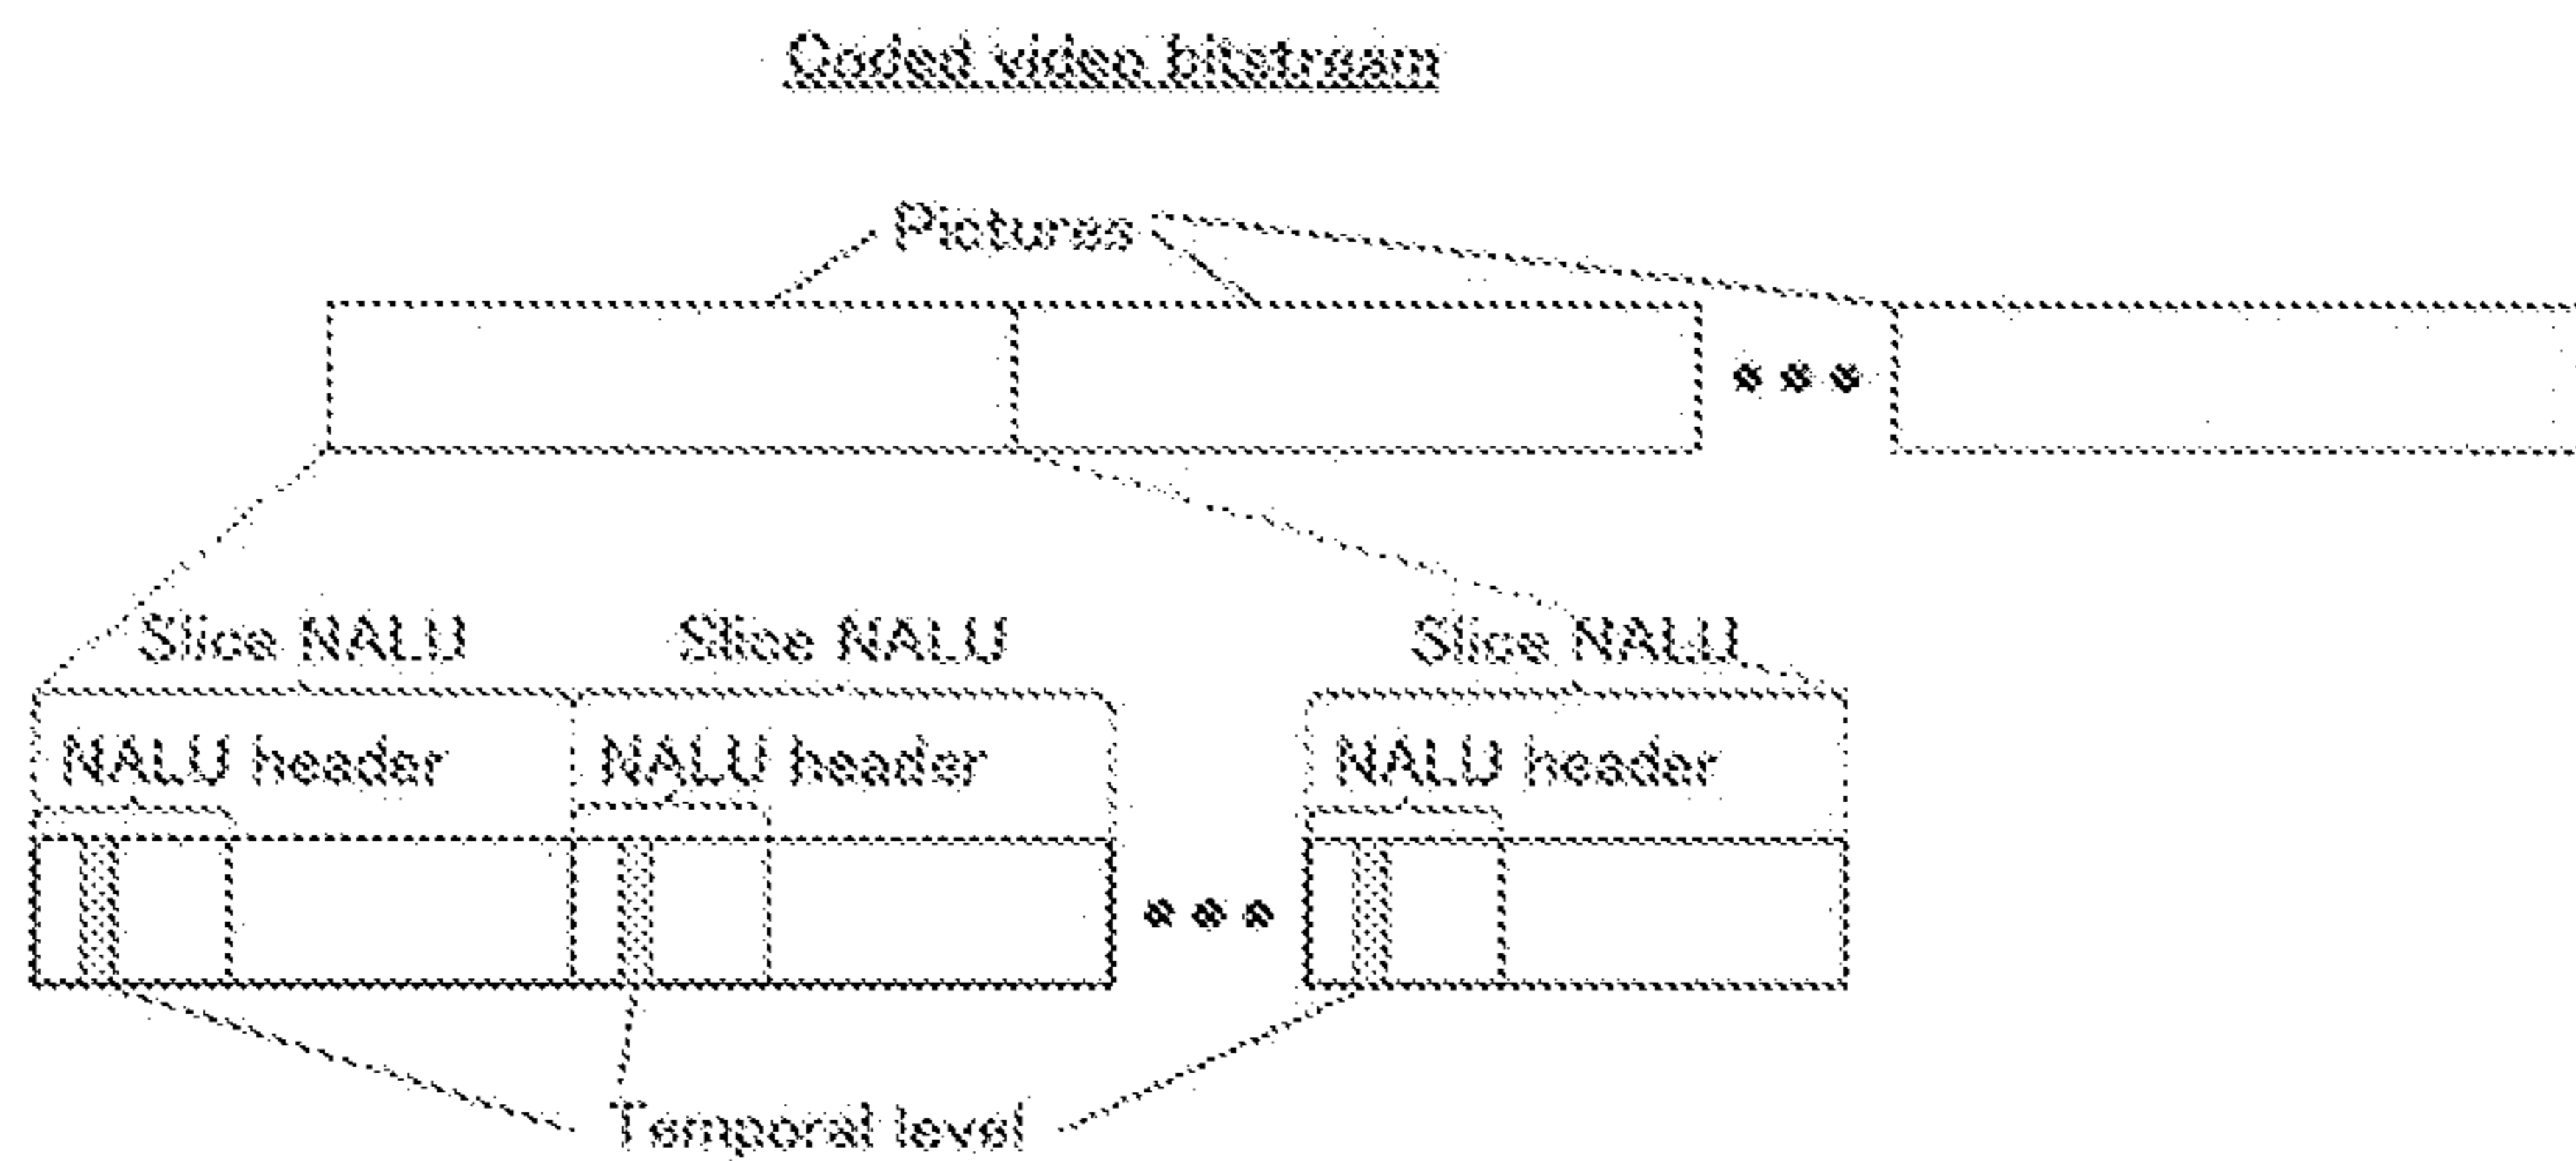 Coded video bitstream
Pictures
Slice NALU Slice NALU Slice NALU
NALU header NALU header NALU header
Temporal level